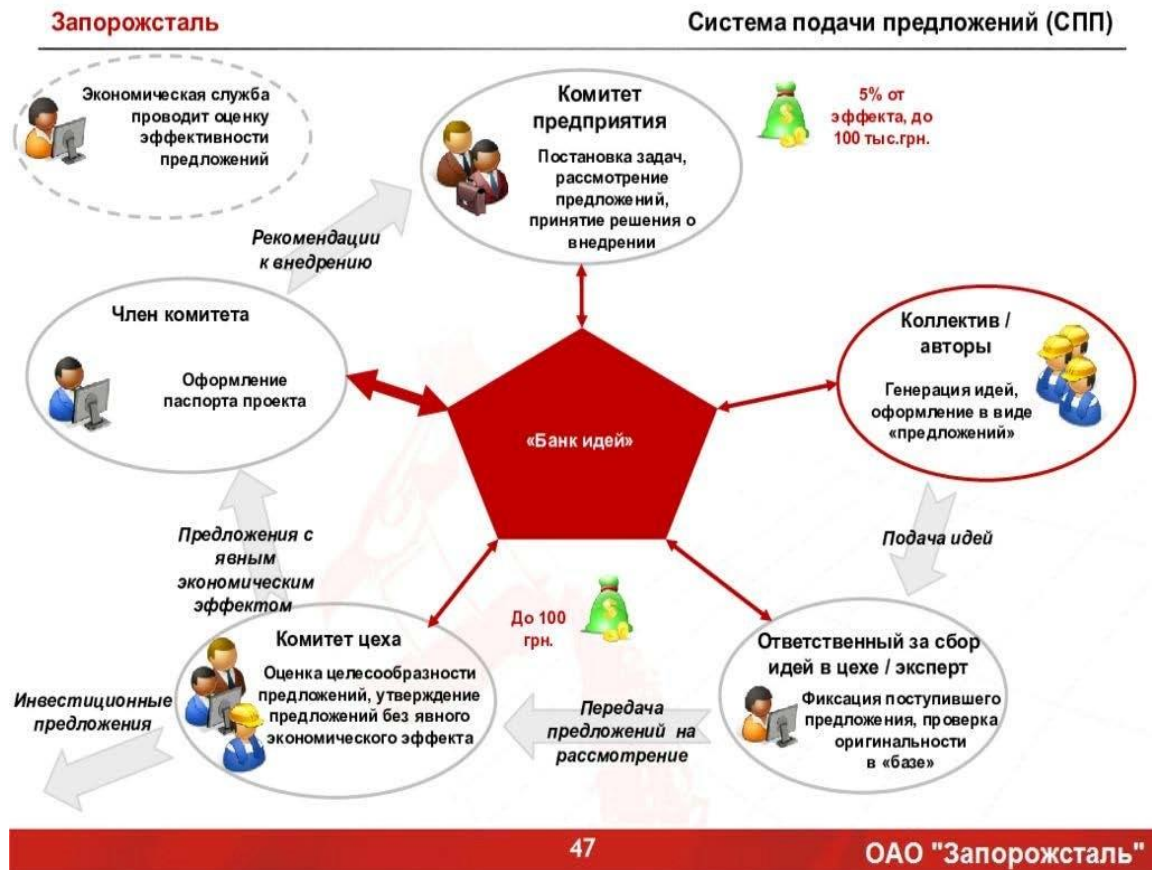 Запорожсталь
Система подачи предложений (СПП)
Экономическая служба
проводит оценку
эффективности
предложений
Комитет
предприятия
Постановка задач,
рассмотрение
предложений,
принятие решения о
внедрении
5% от
эффекта, до
100 тыс.грн.
Рекомендации
к внедрению
Член комитета
Оформление
паспорта проекта
«Банк идей»
Коллектив /
авторы
Генерация идей,
оформление в виде
«предложений»
Подача идей
Предложения с
явным
экономическим
эффектом
До 100
грн.
Комитет цеха
Оценка целесообразности
предложений, утверждение
предложений без явного
экономического эффекта
Ответственный за сбор
идей в цехе / эксперт
Фиксация поступившего
предложения, проверка
оригинальности
в «базе»
Инвестиционные
предложения
Передача
предложений на
рассмотрение
47
ОАО "Запорожсталь"